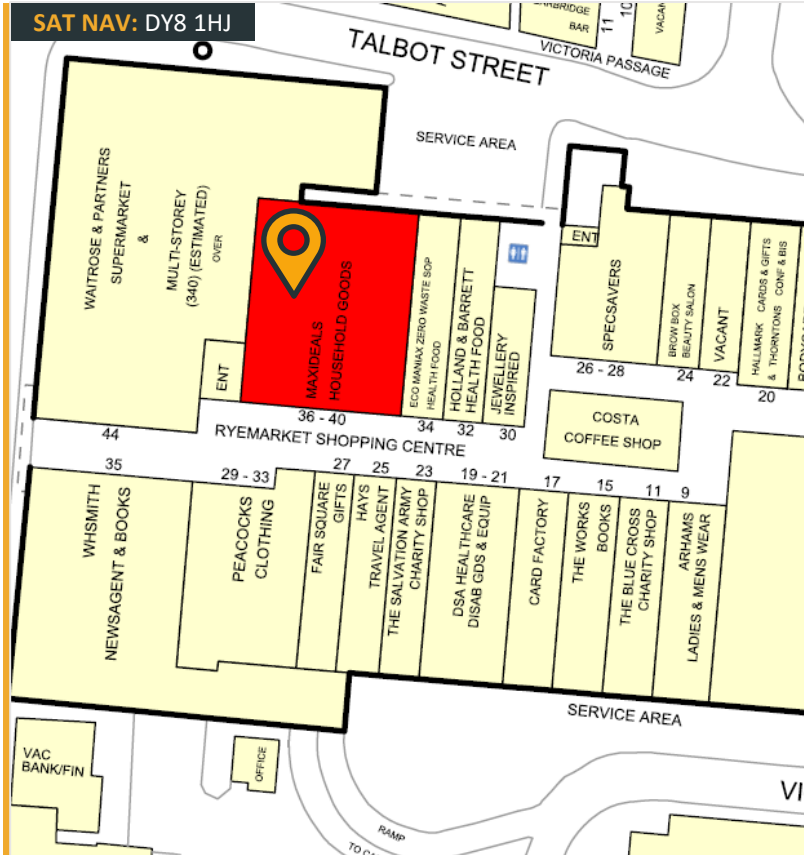 SAT NAV: DY8 1HJ
BAR
11
10
TALBOT STREET
VICTORIA PASSAGE
SERVICE AREA
WAITROSE & PARTNERS
SUPERMARKET
&
MULTI-STOREY
(340) (ESTIMATED)
OVER
ENT
MAXIDEALS
HOUSEHOLD GOODS
ECO MANIAX ZERO WASTE SOP
HEALTH FOOD
HOLLAND & BARRETT
HEALTH FOOD
JEWELLERY
INSPIRED
ENT
SPECSAVERS
BROW BOX
BEAUTY SALON
VACANT
HALLMARK CARDS & GIFTS
& THORNTONS CONF & BIS
44
36 - 40
34
32
30
26 - 28
24
22
20
RYEMARKET SHOPPING CENTRE
COSTA
COFFEE SHOP
35
29 - 33
27
25
23
19 - 21
17
15
11
9
WHSMITH
NEWSAGENT & BOOKS
PEACOCKS
CLOTHING
FAIR SQUARE
GIFTS
HAYS
TRAVEL AGENT
THE SALVATION ARMY
CHARITY SHOP
DSA HEALTHCARE
DISAB GDS & EQUIP
CARD FACTORY
THE WORKS
BOOKS
THE BLUE CROSS
CHARITY SHOP
ARHAMS
LADIES & MENS WEAR
SERVICE AREA
VAC
BANK/FIN
OFFICE
RAMP
VI